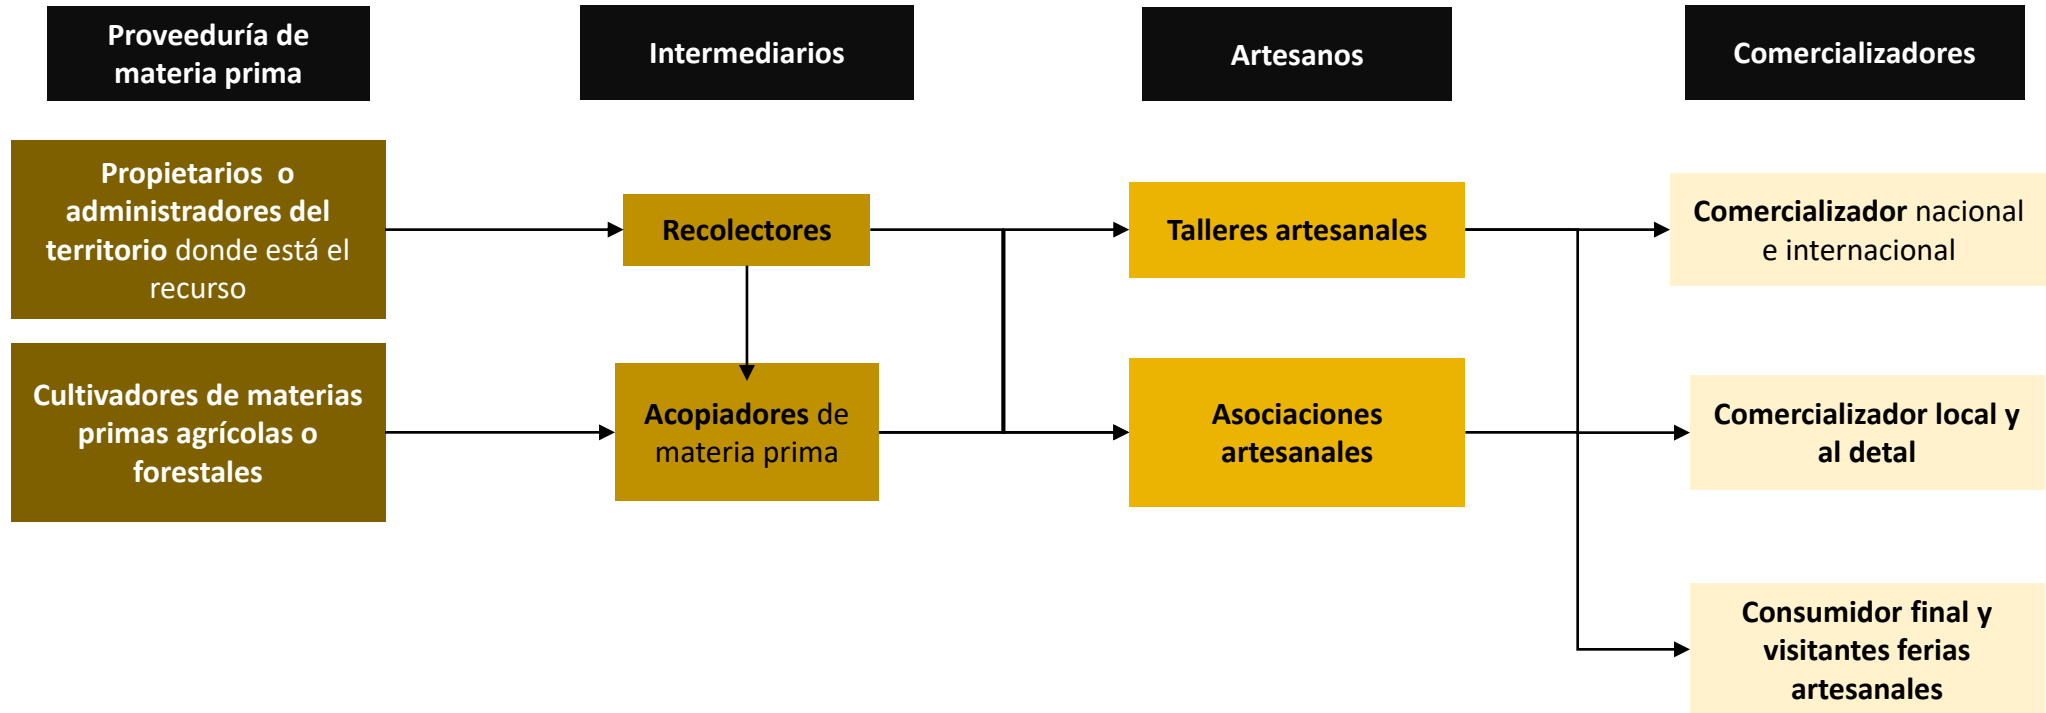 Proveeduría de
materia prima
Intermediarios
Artesanos
Comercializadores
Propietarios o
administradores del
territorio donde está el
recurso
Recolectores
Talleres artesanales
Comercializador nacional
e internacional
Cultivadores de materias
primas agrícolas o
forestales
Acopiadores de
materia prima
Asociaciones
artesanales
Comercializador local y
al detal
Consumidor final y
visitantes ferias
artesanales